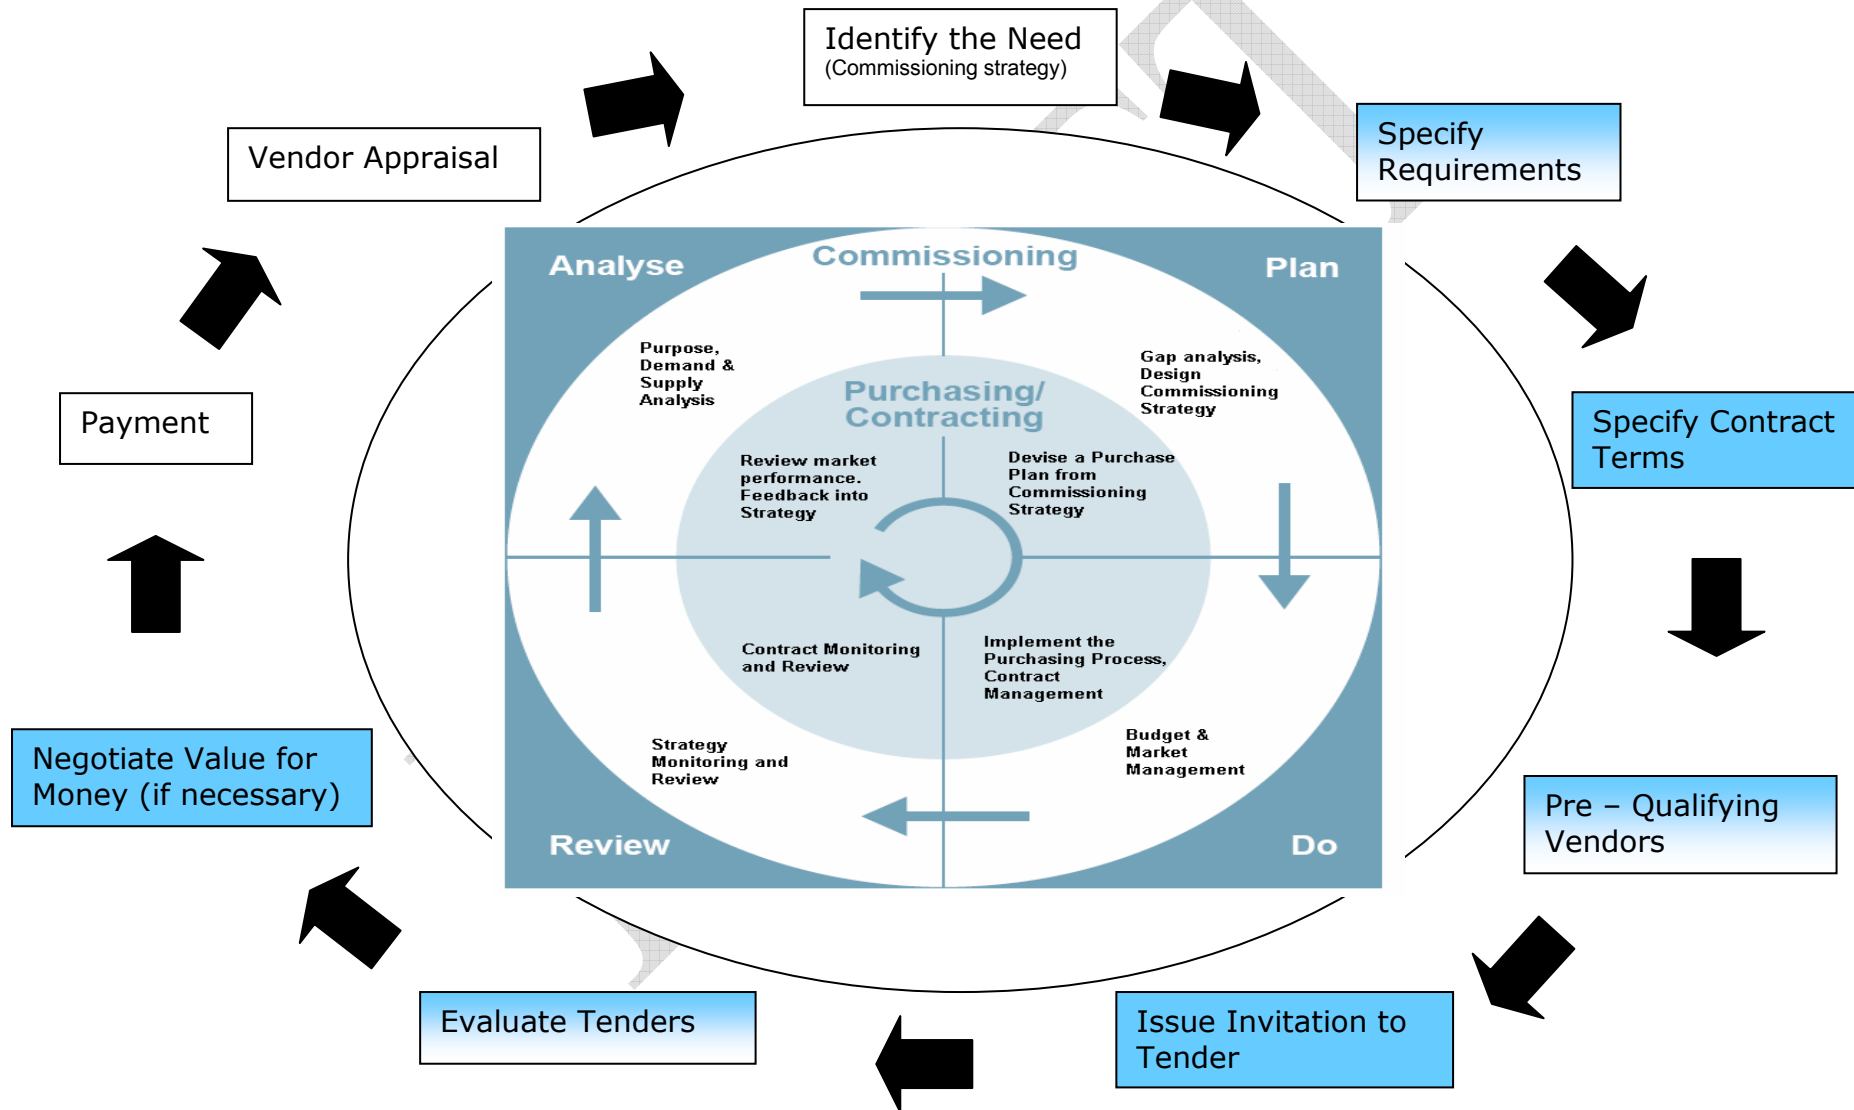 Identify the Need
(Commissioning strategy)
Specify
Requirements
Specify Contract
Terms
Pre – Qualifying
Vendors
Issue Invitation to
Tender
Evaluate Tenders
Negotiate Value for
Money (if necessary)
Payment
Vendor Appraisal
Analyse
Commissioning
Plan
Purpose,
Demand &
Supply
Analysis
Gap analysis,
Design
Commissioning
Strategy
Purchasing/
Contracting
Review market
performance.
Feedback into
Strategy
Devise a Purchase
Plan from
Commissioning
Strategy
Contract Monitoring
and Review
Implement the
Purchasing Process,
Contract
Management
Strategy
Monitoring and
Review
Budget &
Market
Management
Review
Do